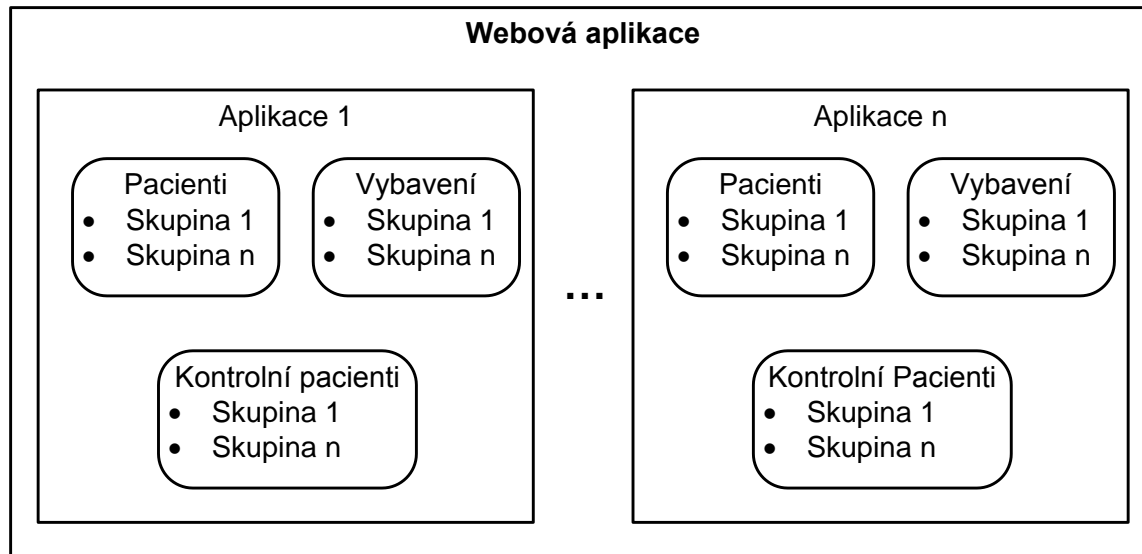 Webová aplikace
Aplikace 1
Pacienti
• Skupina 1
• Skupina n
Vybavení
• Skupina 1
• Skupina n
Kontrolní pacienti
• Skupina 1
• Skupina n
...
Aplikace n
Pacienti
• Skupina 1
• Skupina n
Vybavení
• Skupina 1
• Skupina n
Kontrolní Pacienti
• Skupina 1
• Skupina n